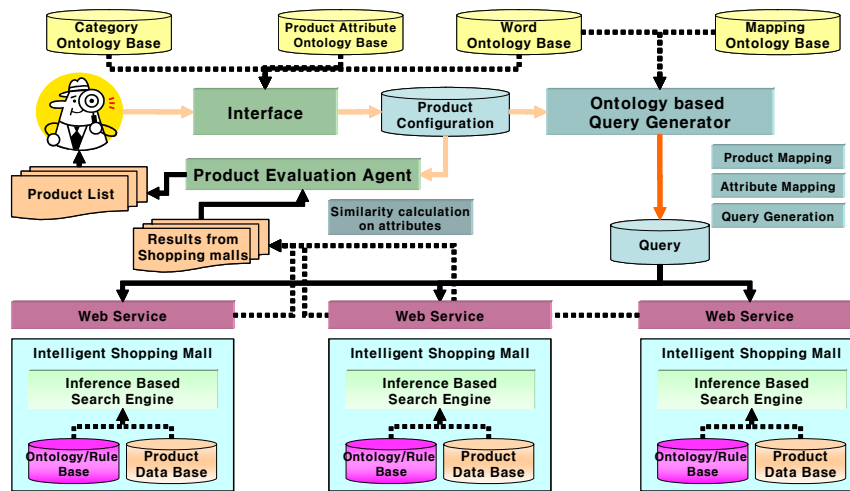 Category
Ontology Base
Product Attribute
Ontology Base
Word
Ontology Base
Mapping
Ontology Base
Interface
Product
Configuration
Ontology based
Query Generator
Product List
Product Evaluation Agent
Product Mapping
Attribute Mapping
Query Generation
Results from
Shopping malls
Similarity calculation
on attributes
Query
Web Service
Web Service
Web Service
Intelligent Shopping Mall
Inference Based
Search Engine
Ontology/Rule
Base
Product
Data Base
Intelligent Shopping Mall
Inference Based
Search Engine
Ontology/Rule
Base
Product
Data Base
Intelligent Shopping Mall
Inference Based
Search Engine
Ontology/Rule
Base
Product
Data Base